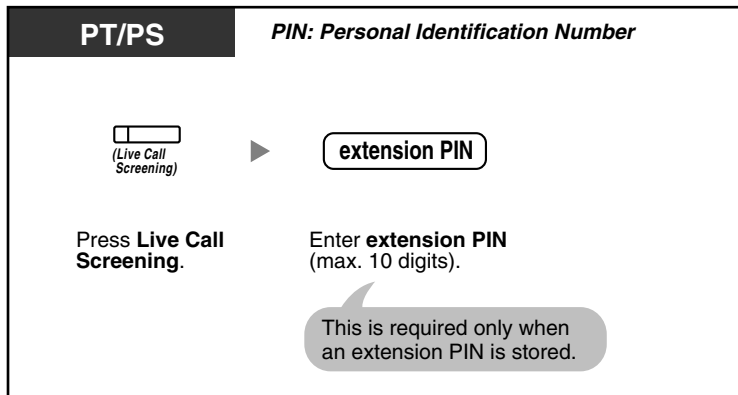 PT/PS
PIN: Personal Identification Number
(Live Call
Screening)
extension PIN
Press Live Call
Screening.
Enter extension PIN
(max. 10 digits).
This is required only when
an extension PIN is stored.